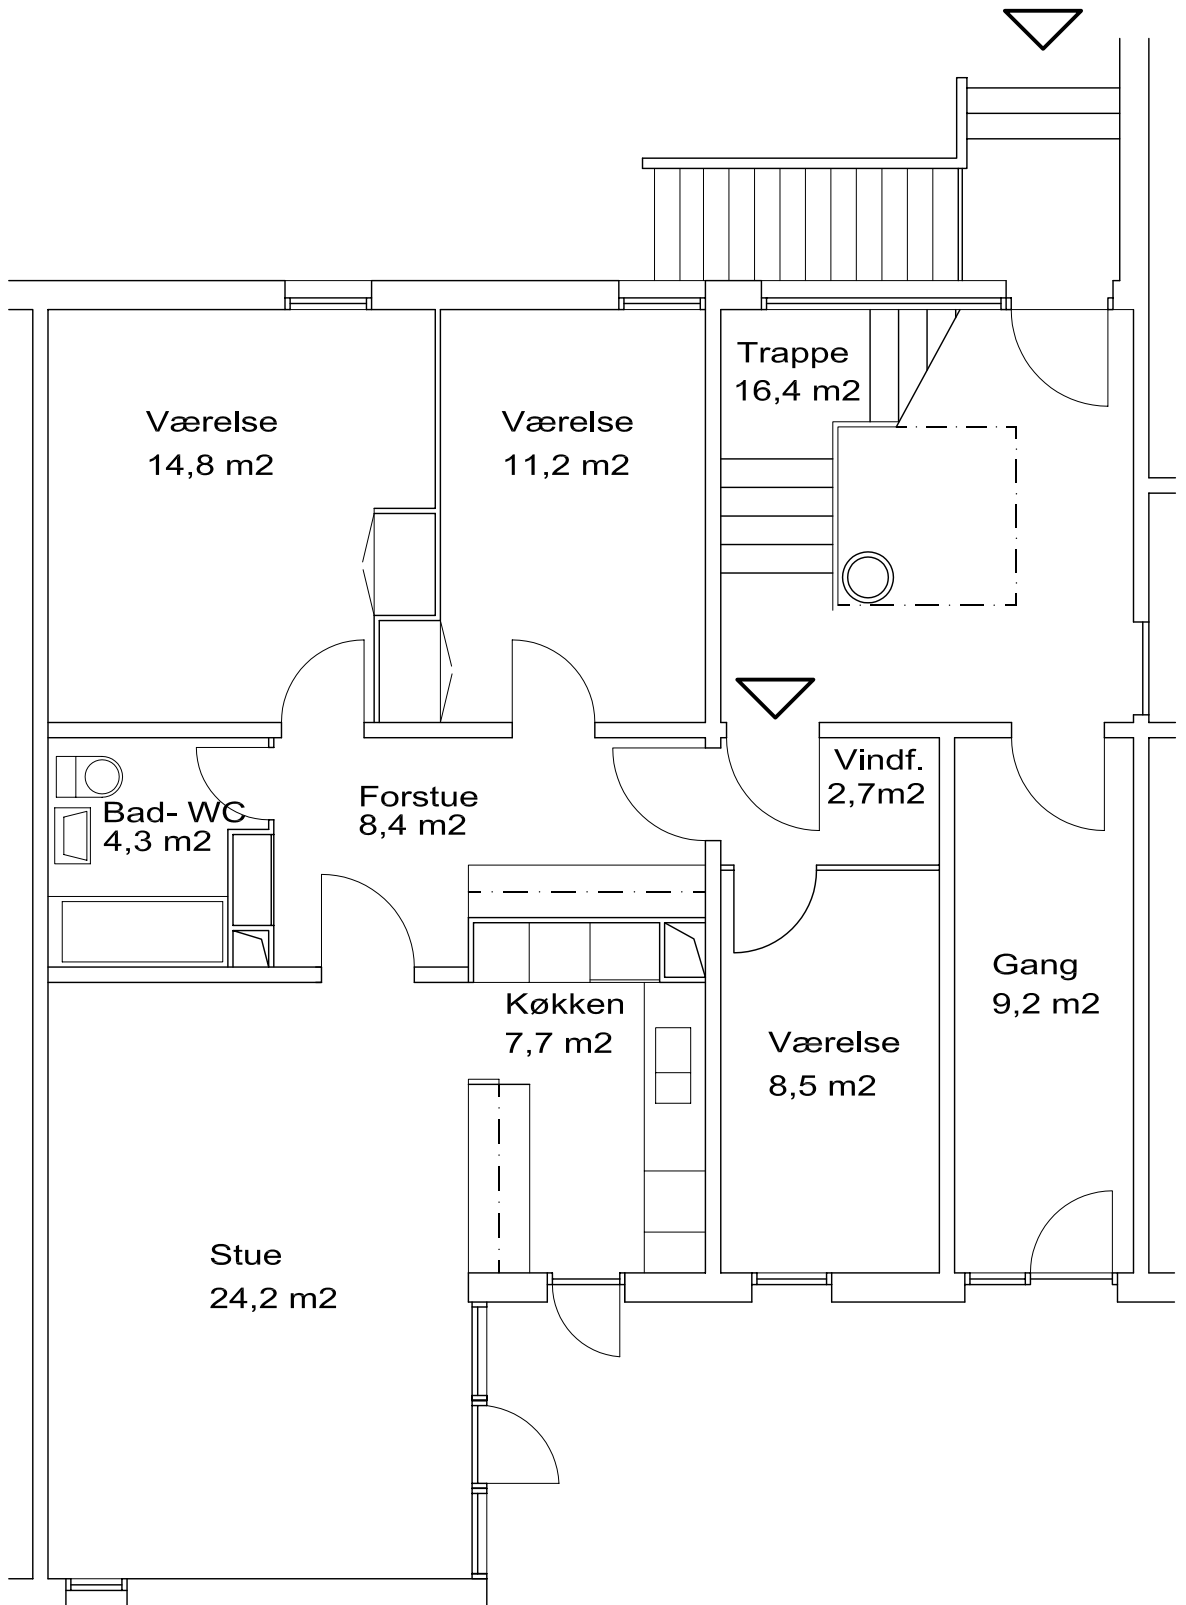 Trappe
16,4 m2
Værelse
14,8 m2
Værelse
11,2 m2
Vindf.
2,7m2
Forstue
8,4 m2
Bad- WC
4,3 m2
Gang
9,2 m2
Køkken
7,7 m2
Værelse
8,5 m2
Stue
24,2 m2